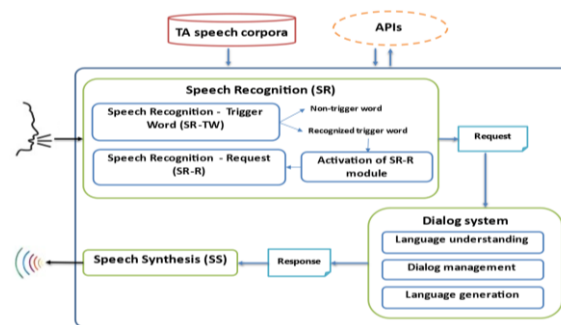 TA speech corpora
APIs
Speech Recognition (SR)
Speech Recognition - Trigger
Word (SR-TW)
Non-trigger word
Recognized trigger word
Speech Recognition - Request
(SR-R)
Activation of SR-R
module
Request
Dialog system
Language understanding
Dialog management
Language generation
Response
Speech Synthesis (SS)